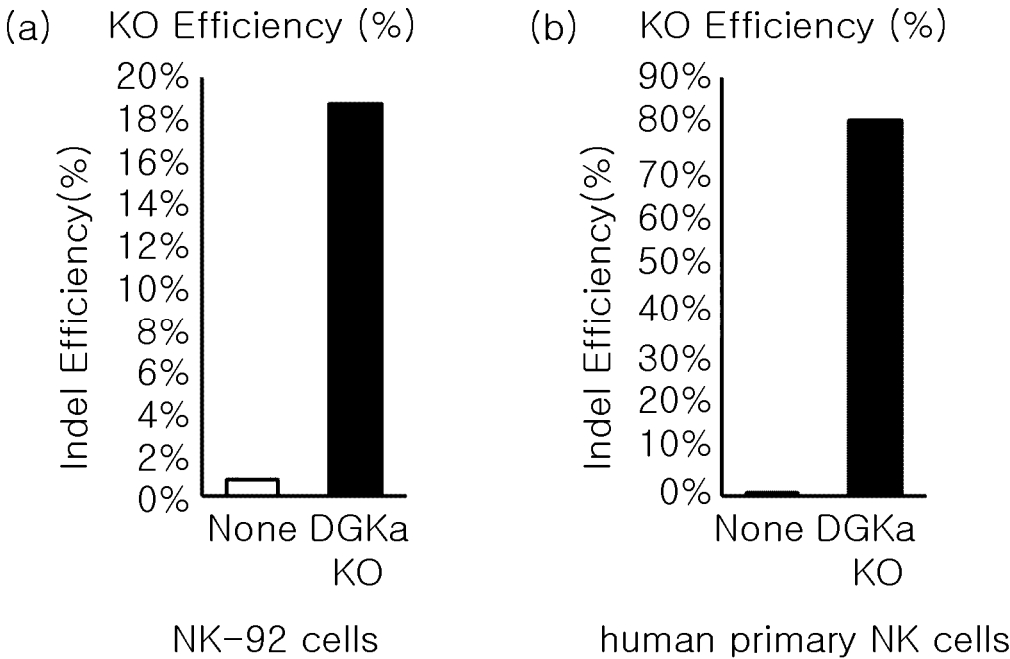 (a) KO Efficiency (%)
Indel Efficiency(%)
20%
18%
16%
14%
12%
10%
8%
6%
4%
2%
0%
None DGKa
KO
NK-92 cells
(b) KO Efficiency (%)
Indel Efficiency(%)
90%
80%
70%
60%
50%
40%
30%
20%
10%
0%
None DGKa
KO
human primary NK cells